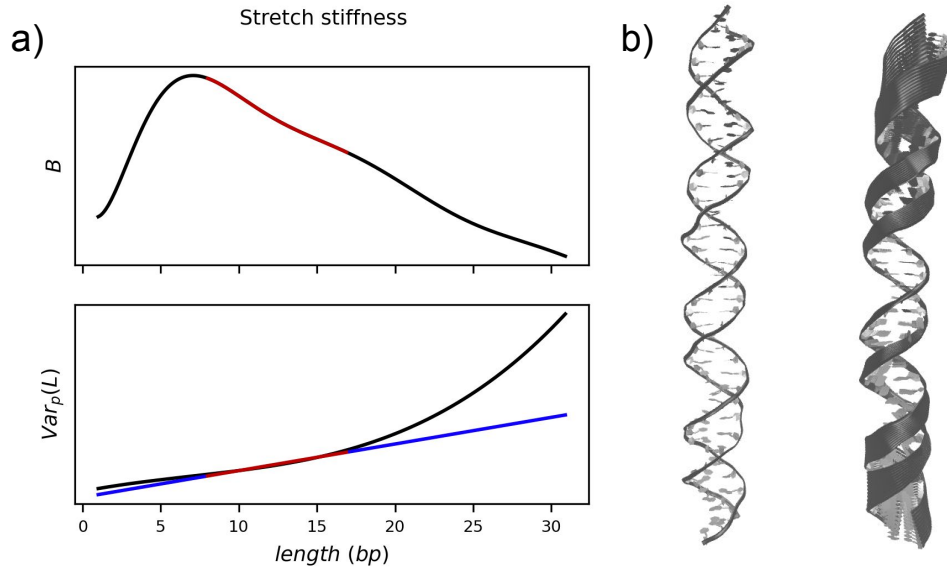 Stretch stiffness
a)
b)
B
Var_p(L)
0 5 10 15 20 25 30
length (bp)